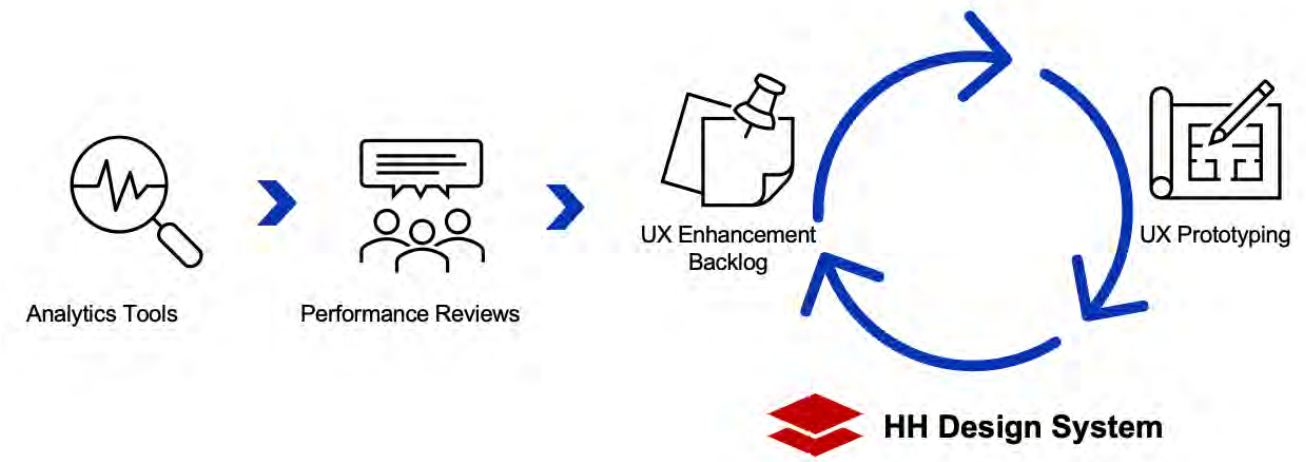 Analytics Tools
Performance Reviews
UX Enhancement
Backlog
UX Prototyping
HH Design System